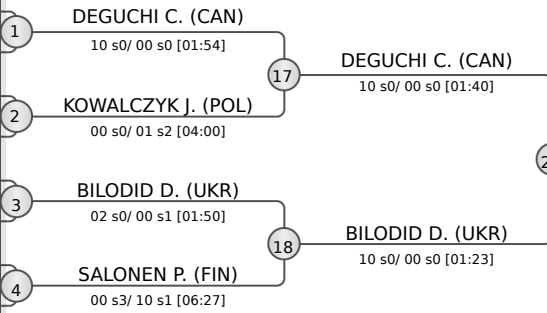 1
DEGUCHI C. (CAN)
10 s0/ 00 s0 [01:54]
17
DEGUCHI C. (CAN)
10 s0/ 00 s0 [01:40]
2
KOWALCZYK J. (POL)
00 s0/ 01 s2 [04:00]
3
BILODID D. (UKR)
02 s0/ 00 s1 [01:50]
18
BILODID D. (UKR)
10 s0/ 00 s0 [01:23]
4
SALONEN P. (FIN)
00 s3/ 10 s1 [06:27]